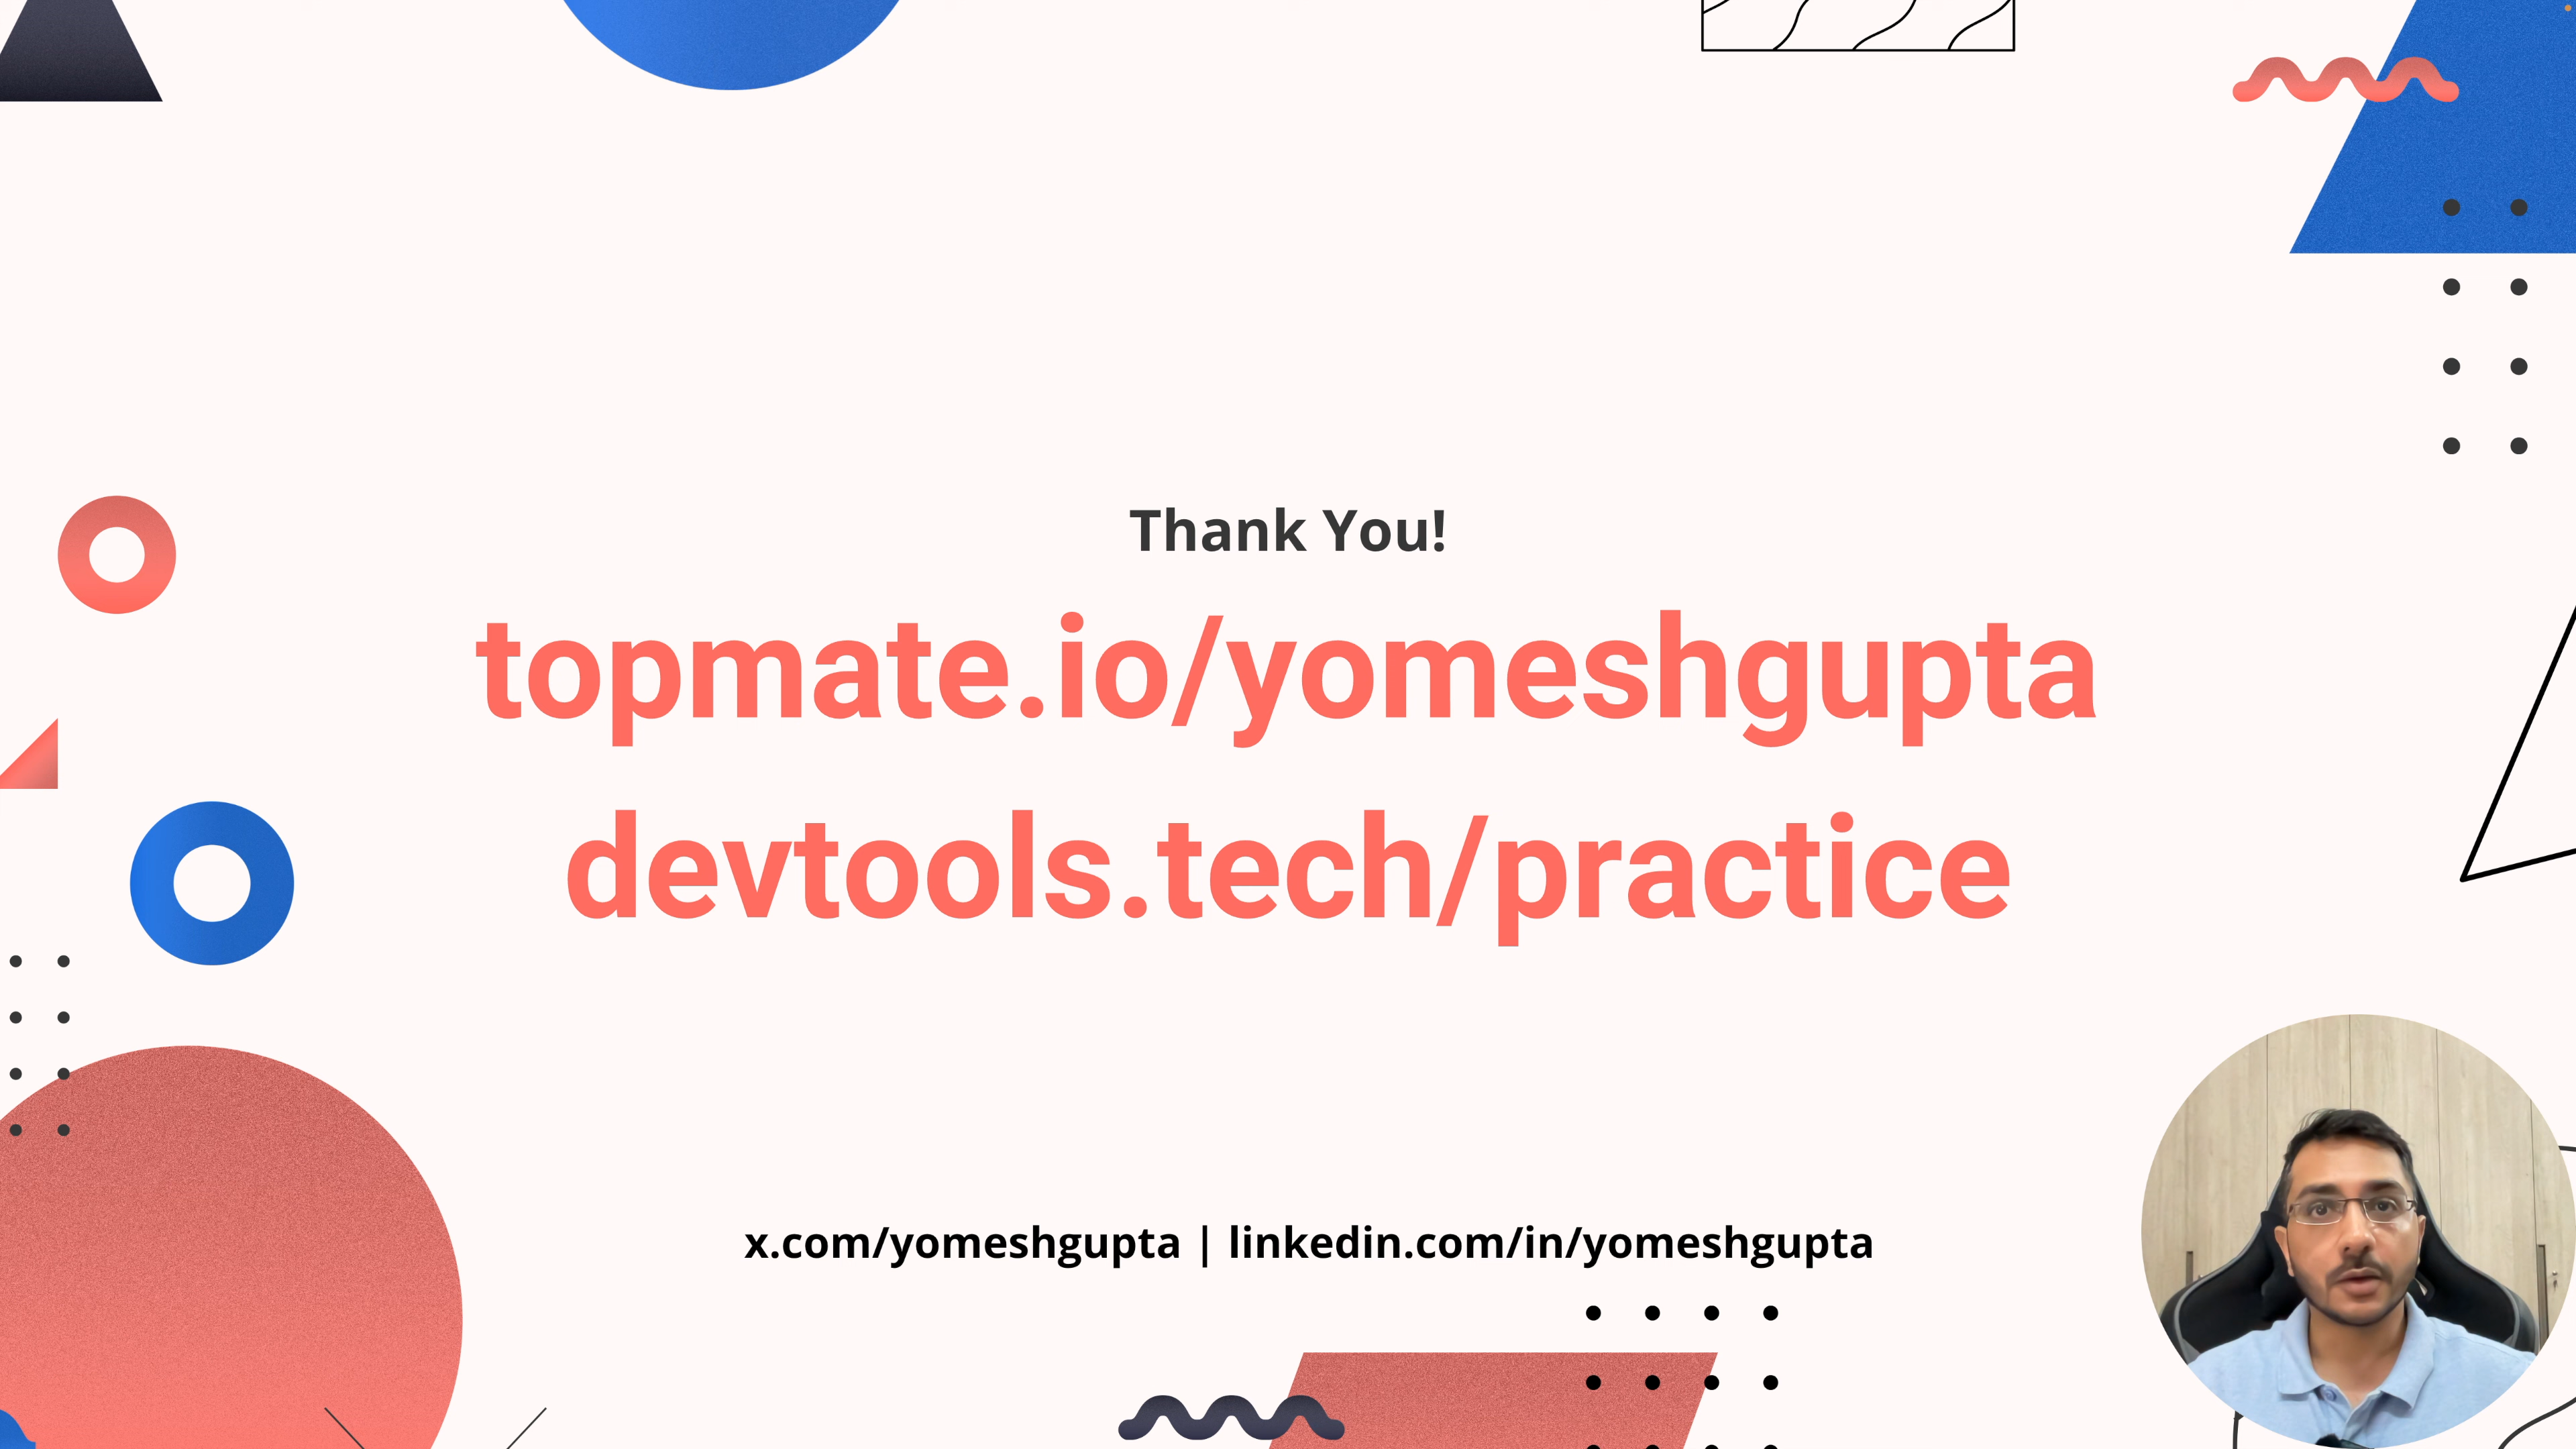 Thank You!
topmate.io/yomeshgupta
devtools.tech/practice
x.com/yomeshgupta | linkedin.com/in/yomeshgupta